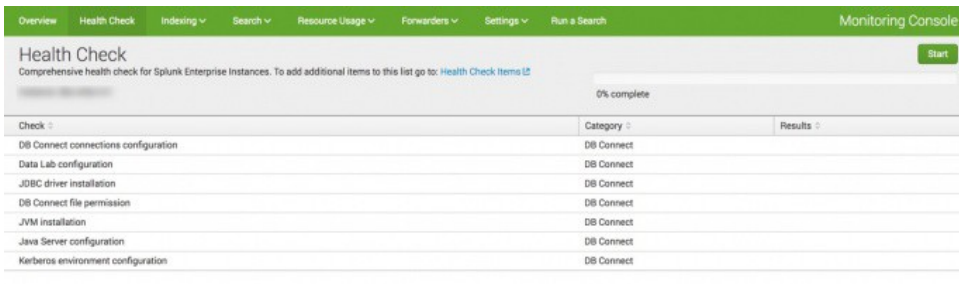 Overview Health Check Indexing Search Resource Usage Forwarders Settings Run a Search Monitoring Console
Health Check Start
Comprehensive health check for Splunk Enterprise Instances. To add additional items to this list go to: Health Check Items
0% complete
Check Category Results
DB Connect connections configuration DB Connect
Data Lab configuration DB Connect
JDBC driver installation DB Connect
DB Connect file permission DB Connect
JVM installation DB Connect
Java Server configuration DB Connect
Kerberos environment configuration DB Connect